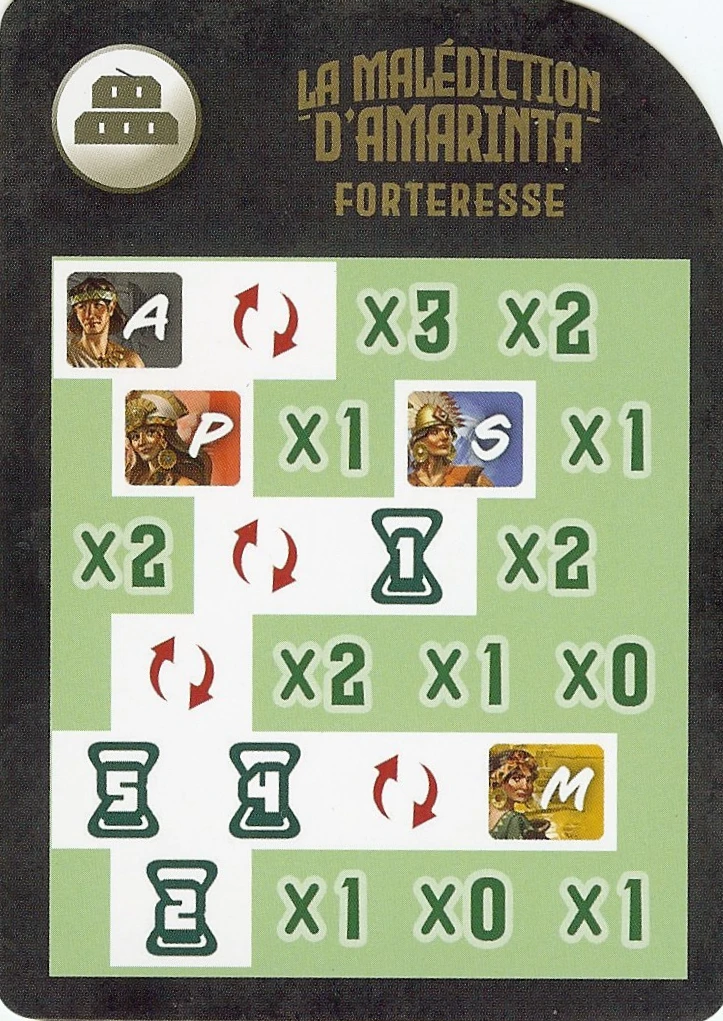 LA MALÉDICTION
D'AMARINTA
FORTERESSE
A X3 X2
P X1 S X1
X2 1 X2
X2 X1 X0
5 4 M
2 X1 X0 X1